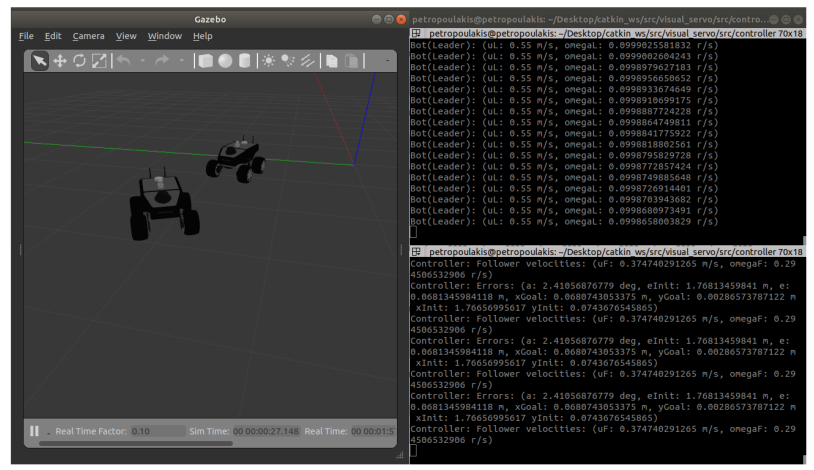 Gazebo
File Edit Camera View Window Help
Real Time Factor: 0.10 Sim Time: 00 00:00:27.148 Real Time: 00 00:01:5
petropoulakis@petropoulakis: ~/Desktop/catkin_ws/src/visual_servo/src/contro...
petropoulakis@petropoulakis: ~/Desktop/catkin_ws/src/visual_servo/src/controller 70x18
Bot(Leader): (uL: 0.55 m/s, omegaL: 0.0999025581832 r/s)
Bot(Leader): (uL: 0.55 m/s, omegaL: 0.0999002604243 r/s)
Bot(Leader): (uL: 0.55 m/s, omegaL: 0.0998979627183 r/s)
Bot(Leader): (uL: 0.55 m/s, omegaL: 0.0998956650652 r/s)
Bot(Leader): (uL: 0.55 m/s, omegaL: 0.0998933674649 r/s)
Bot(Leader): (uL: 0.55 m/s, omegaL: 0.0998910699175 r/s)
Bot(Leader): (uL: 0.55 m/s, omegaL: 0.0998887724228 r/s)
Bot(Leader): (uL: 0.55 m/s, omegaL: 0.0998864749811 r/s)
Bot(Leader): (uL: 0.55 m/s, omegaL: 0.0998841775922 r/s)
Bot(Leader): (uL: 0.55 m/s, omegaL: 0.0998818802561 r/s)
Bot(Leader): (uL: 0.55 m/s, omegaL: 0.0998795829728 r/s)
Bot(Leader): (uL: 0.55 m/s, omegaL: 0.0998772857424 r/s)
Bot(Leader): (uL: 0.55 m/s, omegaL: 0.0998749885648 r/s)
Bot(Leader): (uL: 0.55 m/s, omegaL: 0.0998726914401 r/s)
Bot(Leader): (uL: 0.55 m/s, omegaL: 0.0998703943682 r/s)
Bot(Leader): (uL: 0.55 m/s, omegaL: 0.0998680973491 r/s)
Bot(Leader): (uL: 0.55 m/s, omegaL: 0.0998658003829 r/s)
petropoulakis@petropoulakis: ~/Desktop/catkin_ws/src/visual_servo/src/controller 70x18
Controller: Follower velocities: (uF: 0.374740291265 m/s, omegaF: 0.29
4506532906 r/s)
Controller: Errors: (a: 2.41056876779 deg, eInit: 1.76813459841 m, e:
0.0681345984118 m, xGoal: 0.0680743053375 m, yGoal: 0.00286573787122 m
xInit: 1.76656995617 yInit: 0.0743676545865)
Controller: Follower velocities: (uF: 0.374740291265 m/s, omegaF: 0.29
4506532906 r/s)
Controller: Errors: (a: 2.41056876779 deg, eInit: 1.76813459841 m, e:
0.0681345984118 m, xGoal: 0.0680743053375 m, yGoal: 0.00286573787122 m
xInit: 1.76656995617 yInit: 0.0743676545865)
Controller: Follower velocities: (uF: 0.374740291265 m/s, omegaF: 0.29
4506532906 r/s)
Controller: Errors: (a: 2.41056876779 deg, eInit: 1.76813459841 m, e:
0.0681345984118 m, xGoal: 0.0680743053375 m, yGoal: 0.00286573787122 m
xInit: 1.76656995617 yInit: 0.0743676545865)
Controller: Follower velocities: (uF: 0.374740291265 m/s, omegaF: 0.29
4506532906 r/s)